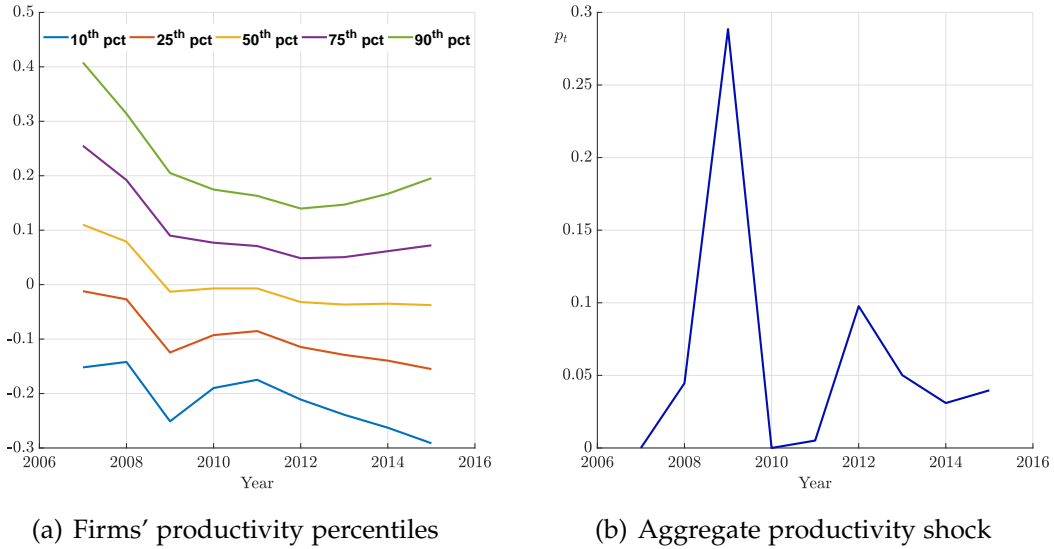 0.5
10th pct 25th pct 50th pct 75th pct 90th pct
0.4
0.3
0.2
0.1
0
-0.1
-0.2
-0.3
2006 2008 2010 2012 2014 2016
Year
(a) Firms' productivity percentiles
0.3
pt
0.25
0.2
0.15
0.1
0.05
0
2006 2008 2010 2012 2014 2016
Year
(b) Aggregate productivity shock